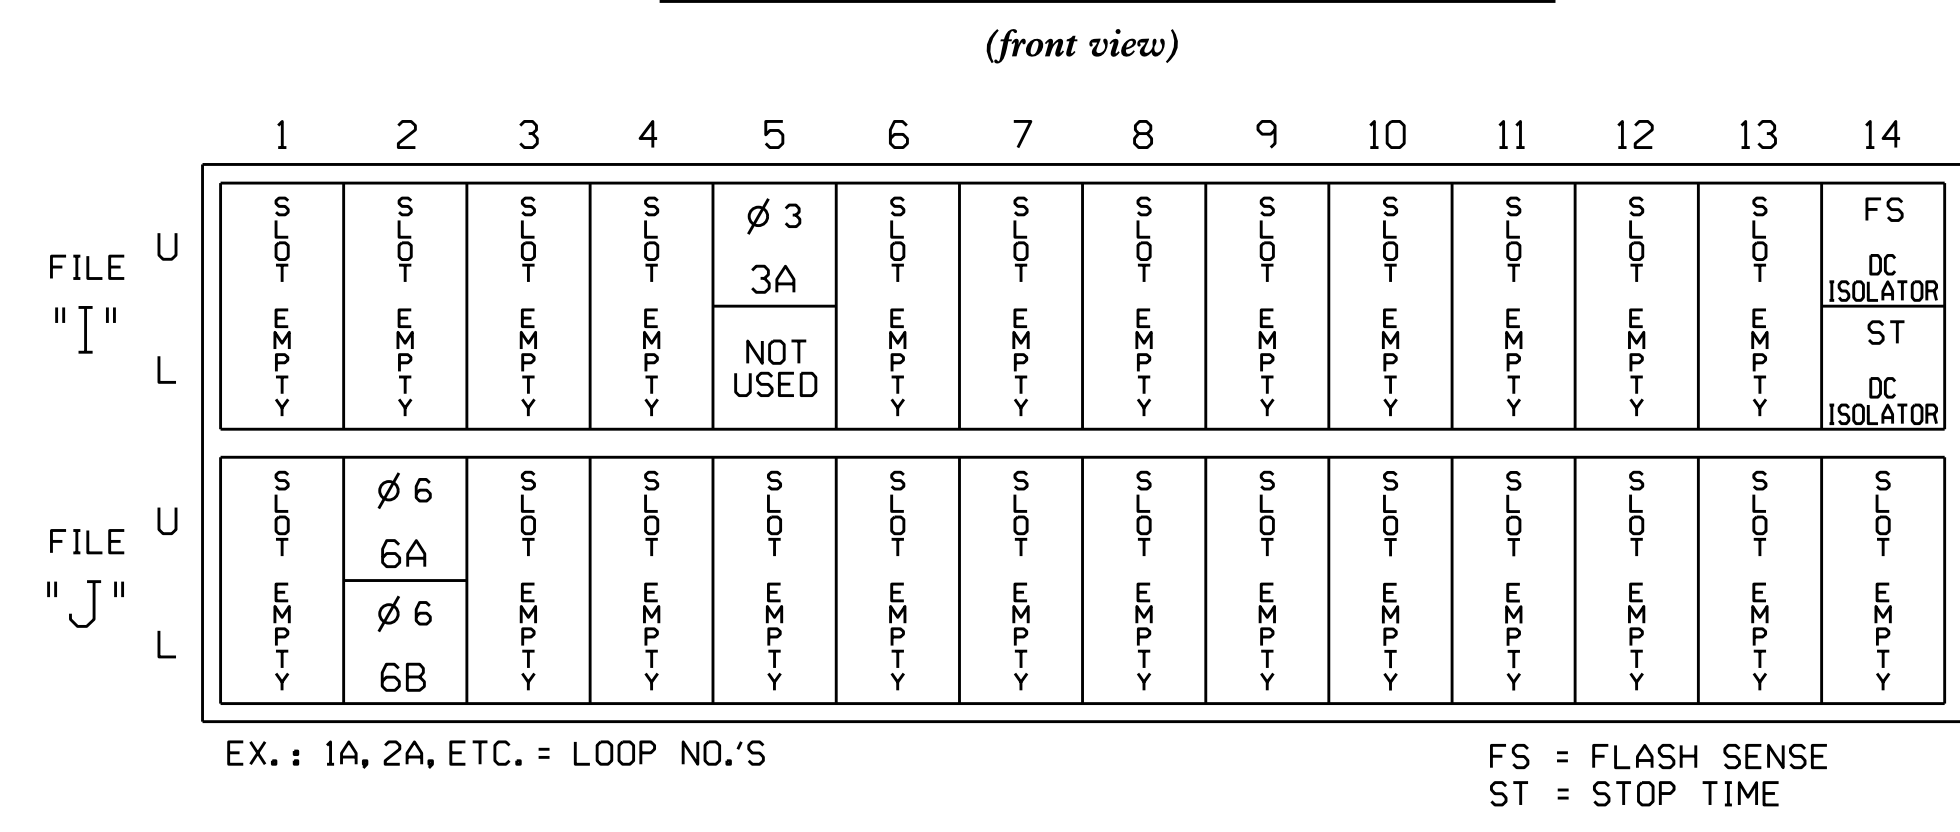 (front view)
1 2 3 4 5 6 7 8 9 10 11 12 13 14
FILE "I"
U
L
SLOT EMPTY
SLOT EMPTY
SLOT EMPTY
SLOT EMPTY
Ø 3
3A
NOT
USED
SLOT EMPTY
SLOT EMPTY
SLOT EMPTY
SLOT EMPTY
SLOT EMPTY
SLOT EMPTY
SLOT EMPTY
SLOT EMPTY
FS
DC
ISOLATOR
ST
DC
ISOLATOR
FILE "J"
U
L
SLOT EMPTY
Ø 6
6A
Ø 6
6B
SLOT EMPTY
SLOT EMPTY
SLOT EMPTY
SLOT EMPTY
SLOT EMPTY
SLOT EMPTY
SLOT EMPTY
SLOT EMPTY
SLOT EMPTY
SLOT EMPTY
SLOT EMPTY
SLOT EMPTY
EX.: 1A, 2A, ETC. = LOOP NO.'S
FS = FLASH SENSE
ST = STOP TIME